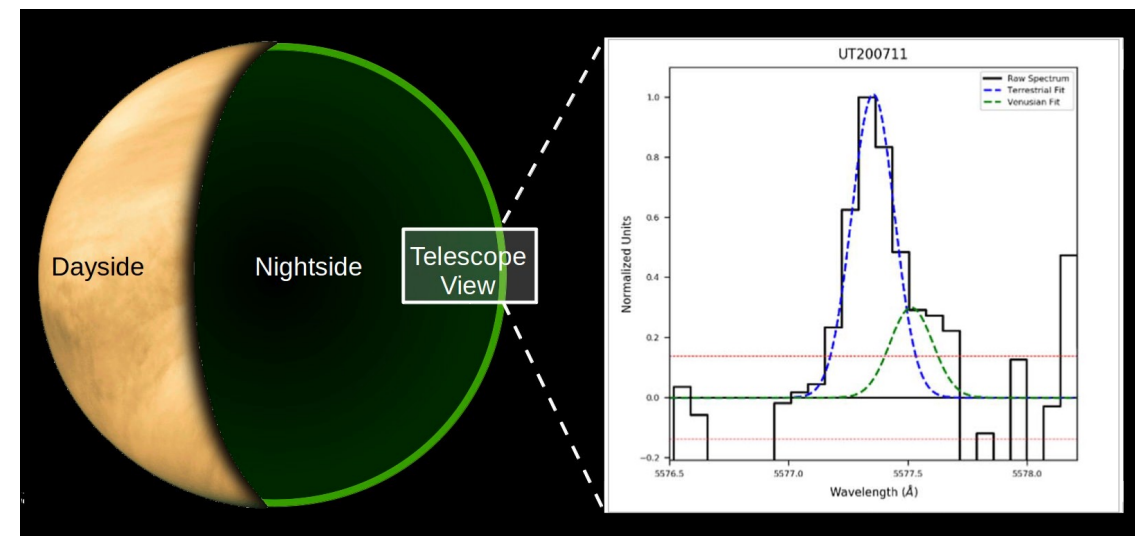 Dayside
Nightside
Telescope
View
UT200711
Raw Spectrum
Terrestrial Fit
Venusian Fit
Normalized Units
1.0
0.8
0.6
0.4
0.2
0.0
−0.2
5576.5
5577.0
5577.5
5578.0
Wavelength (Å)